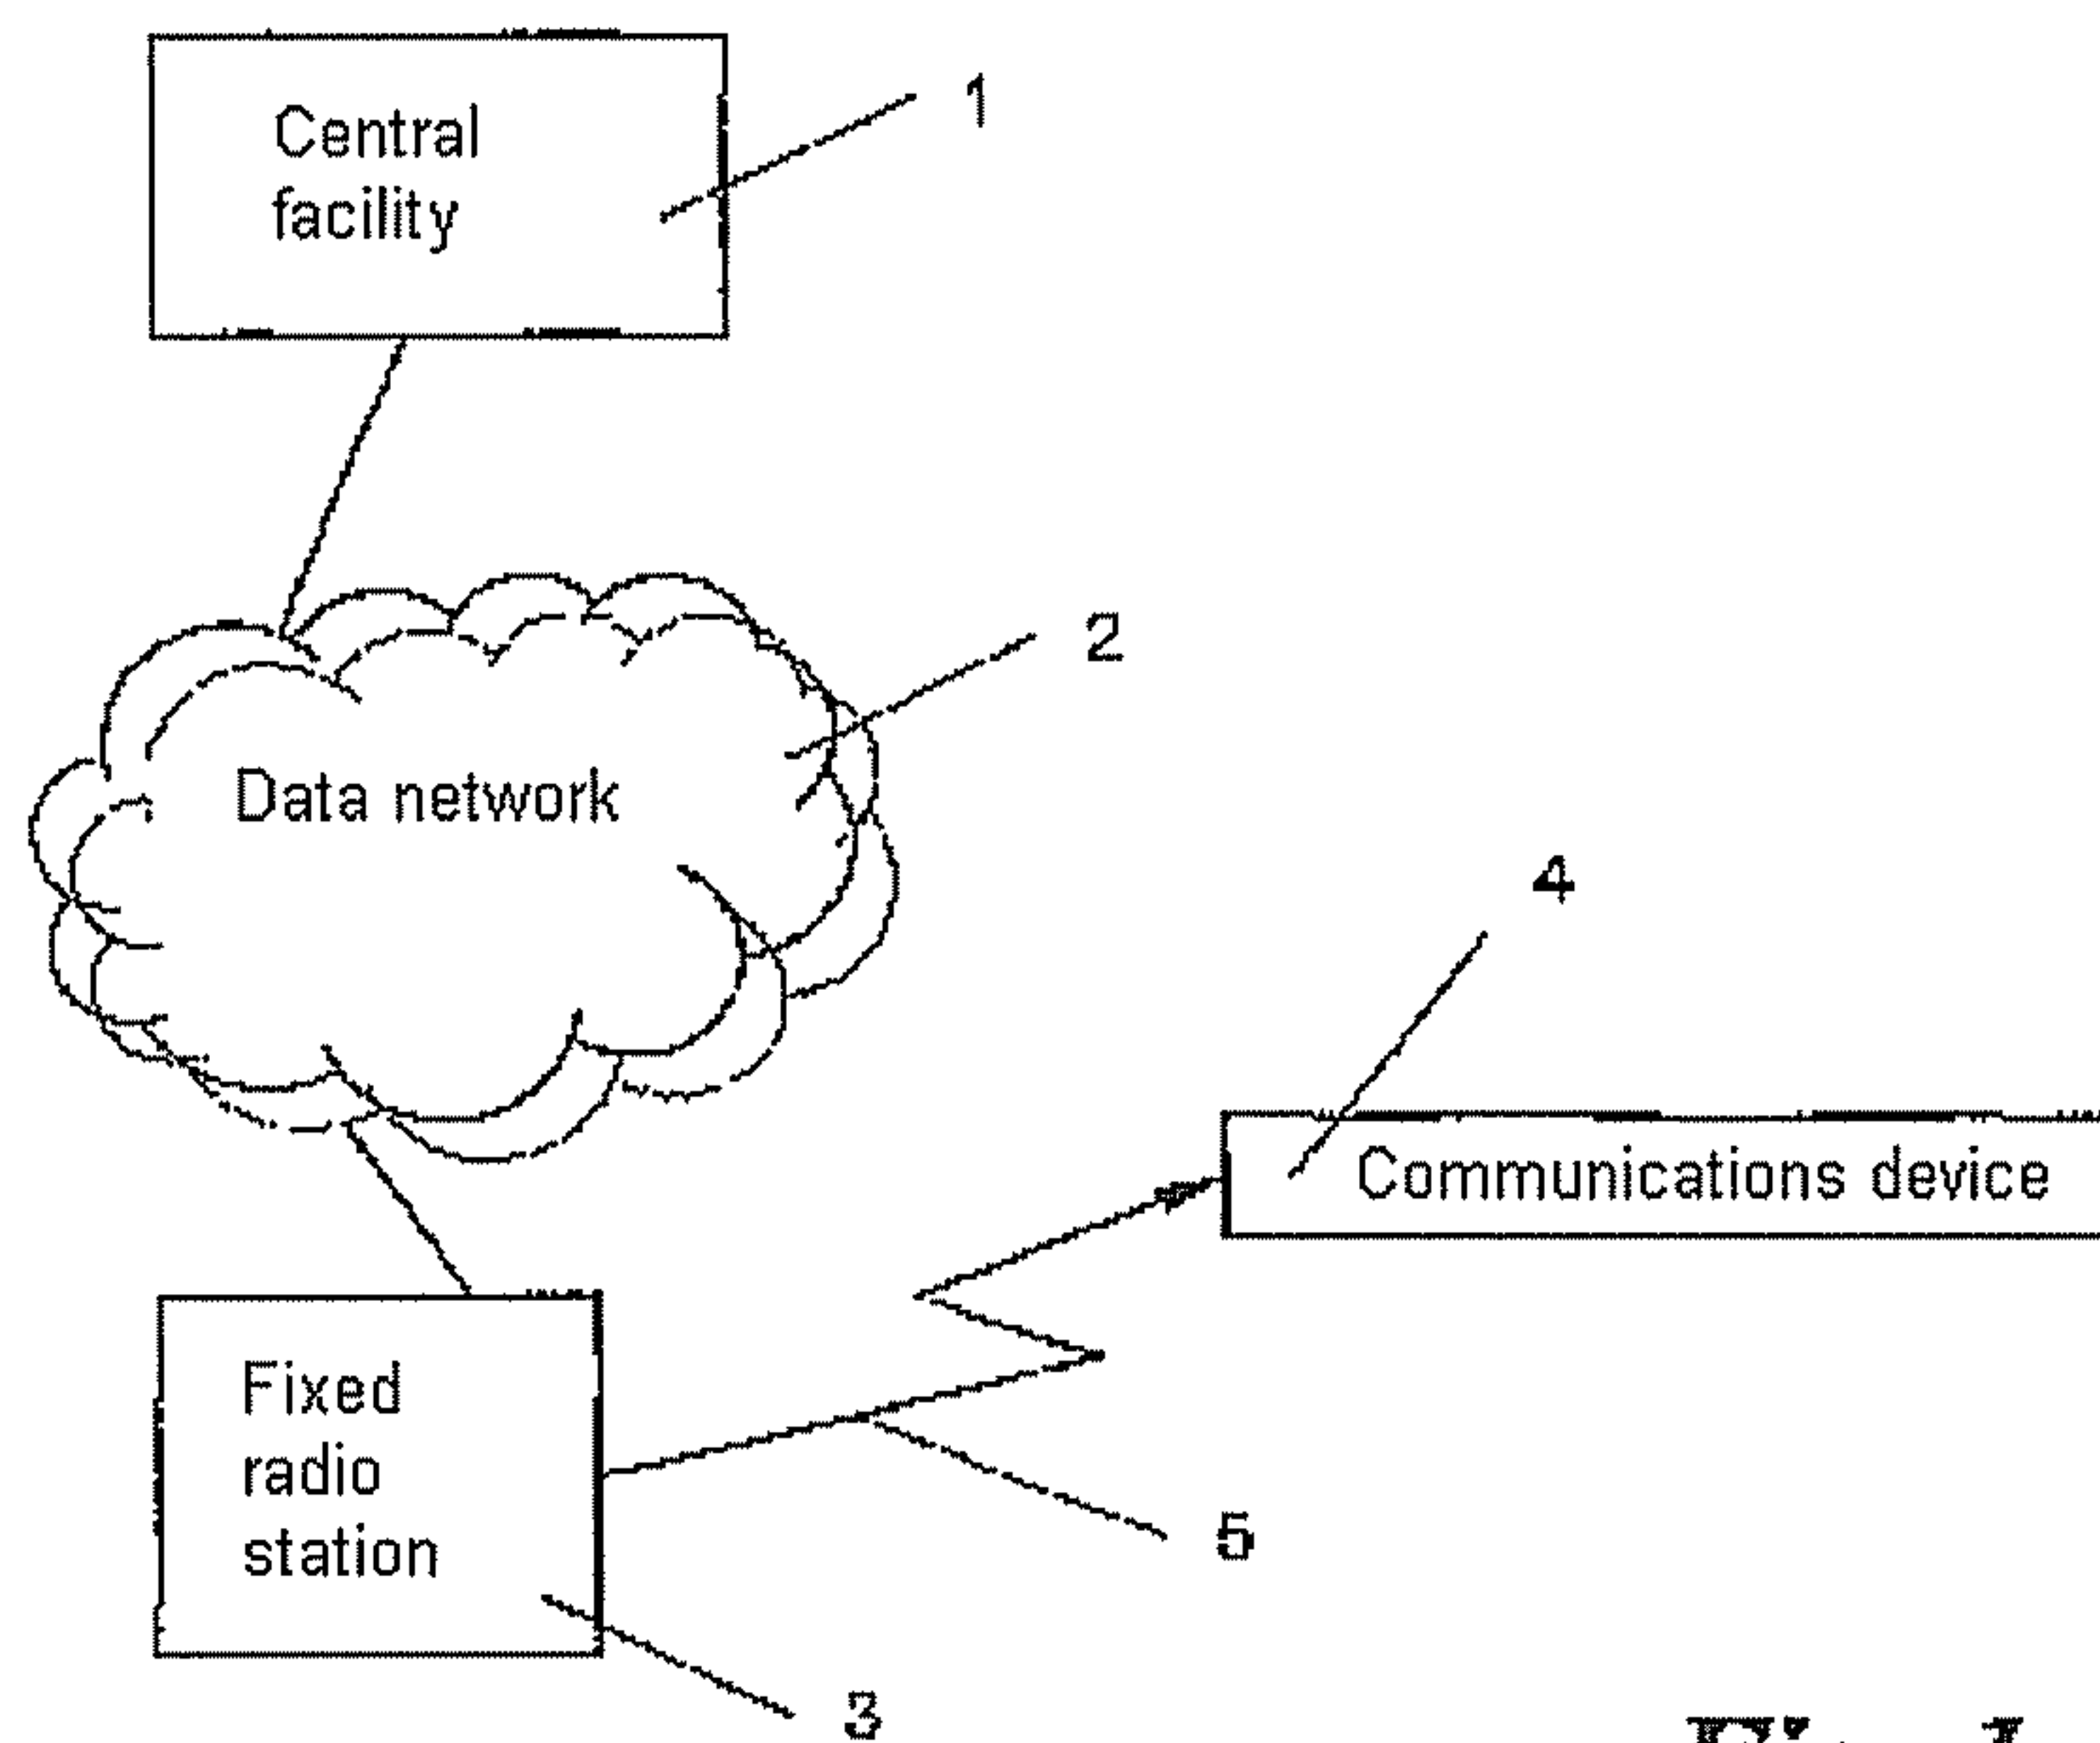 Central
facility
1
2
Data network
4
Communications device
Fixed
radio
station
5
3